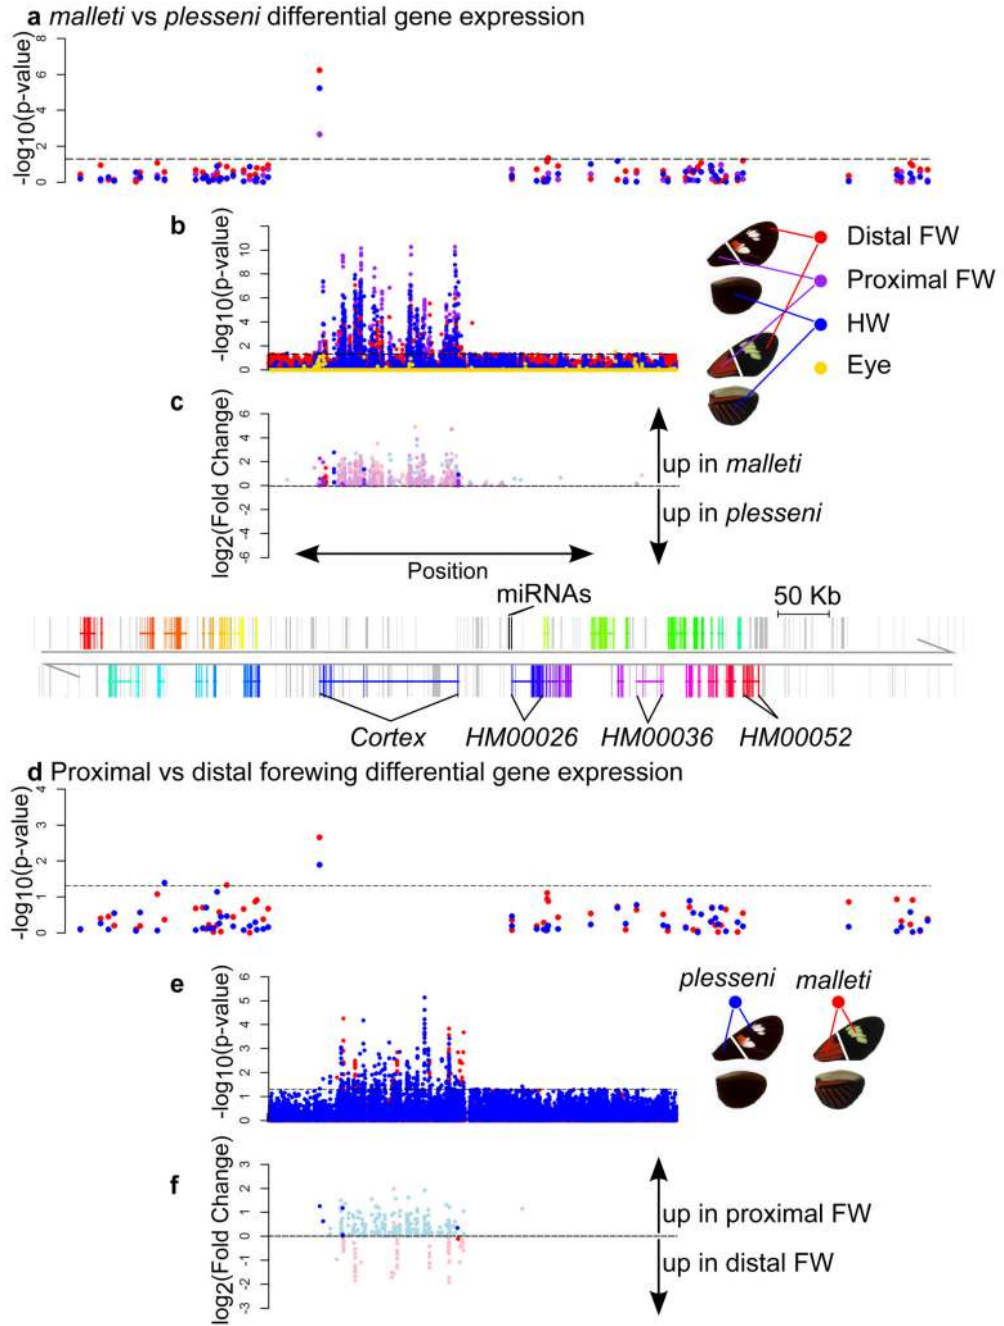 a malleti vs plesseni differential gene expression
-log10(p-value)
8
6
4
2
0
b
-log10(p-value)
10
8
6
4
2
0
Distal FW
Proximal FW
HW
Eye
c
log2(Fold Change)
6
4
2
0
-2
-4
-6
up in malleti
up in plesseni
Position
miRNAs
50 Kb
Cortex HM00026 HM00036 HM00052
d Proximal vs distal forewing differential gene expression
-log10(p-value)
4
3
2
1
0
e
-log10(p-value)
6
5
4
3
2
1
0
plesseni malleti
f
log2(Fold Change)
3
2
1
0
-1
-2
-3
up in proximal FW
up in distal FW